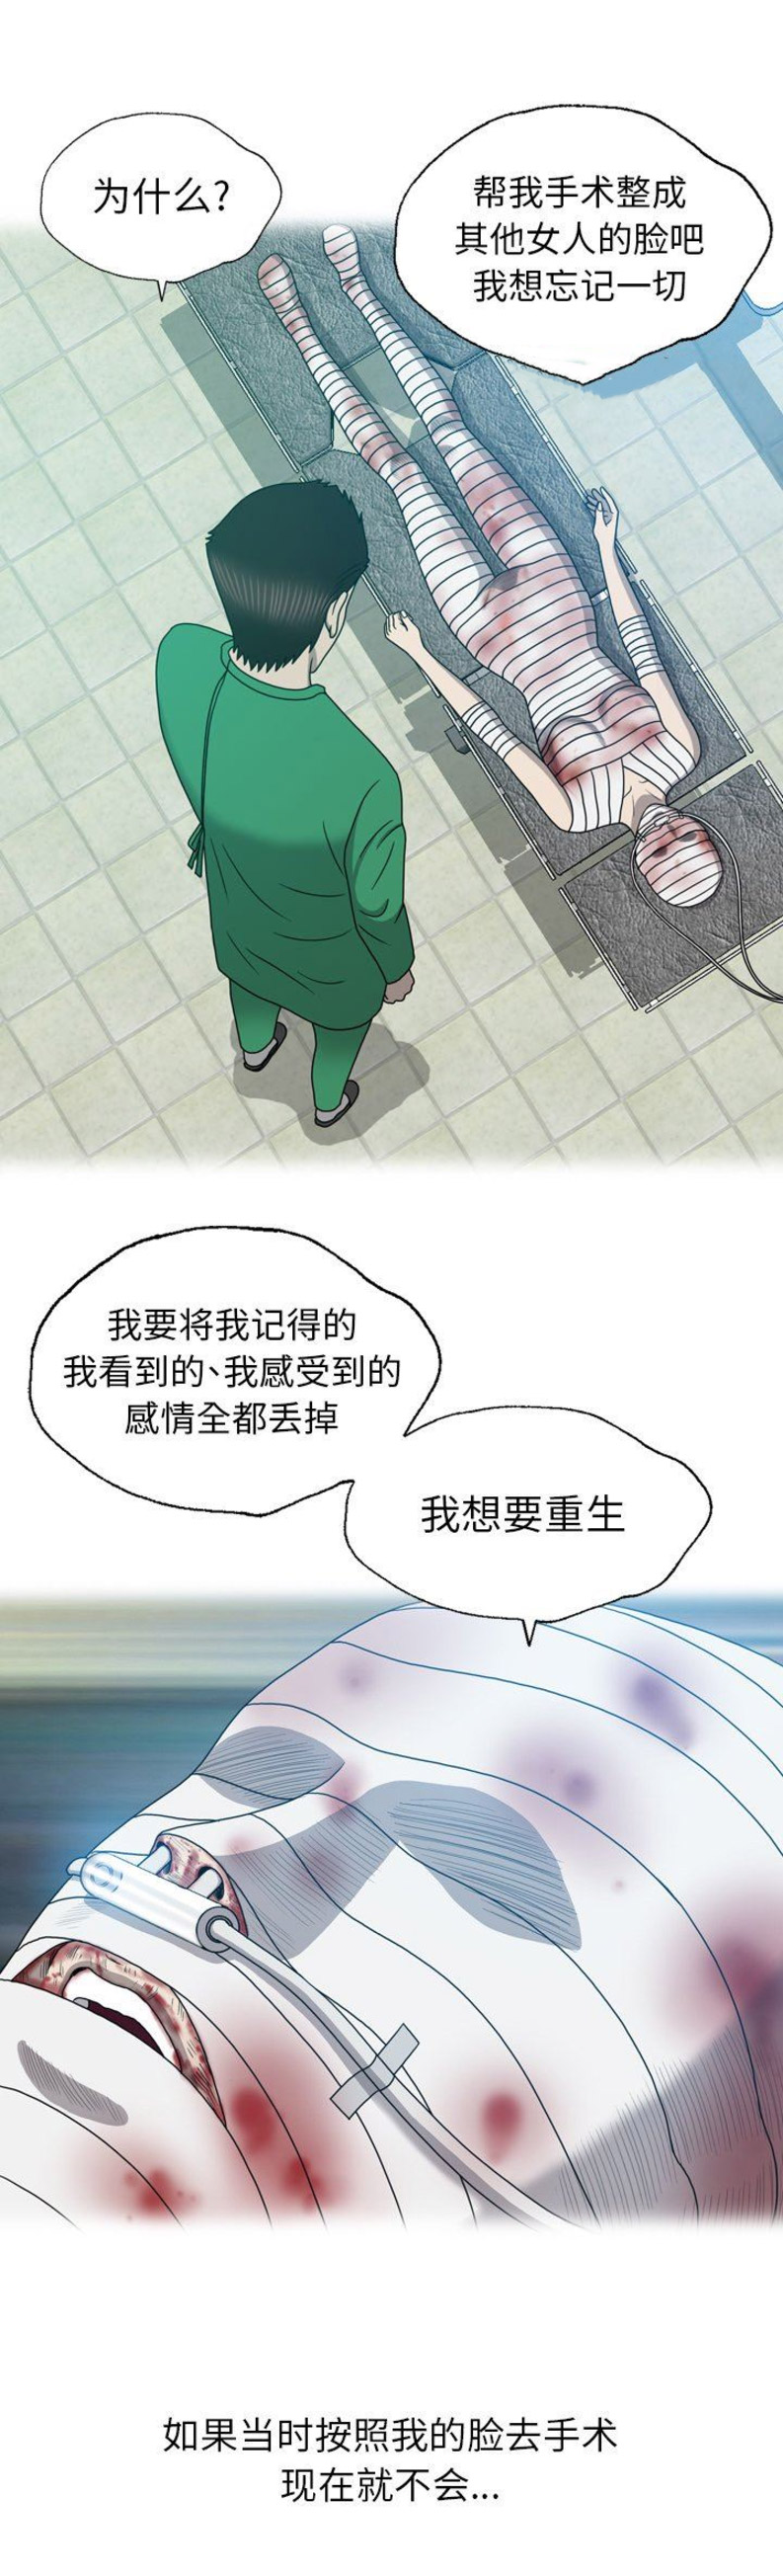 为什么?
帮我手术整成
其他女人的脸吧
我想忘记一切
我要将我记得的
我看到的、我感受到的
感情全都丢掉
我想要重生
如果当时按照我的脸去手术
现在就不会...